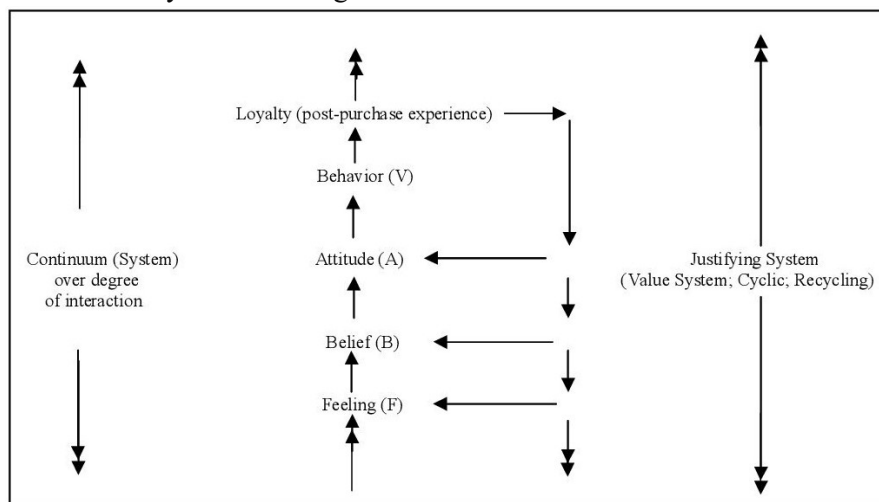 Loyalty (post-purchase experience)
Behavior (V)
Continuum (System)
over degree
of interaction
Attitude (A)
Justifying System
(Value System; Cyclic; Recycling)
Belief (B)
Feeling (F)